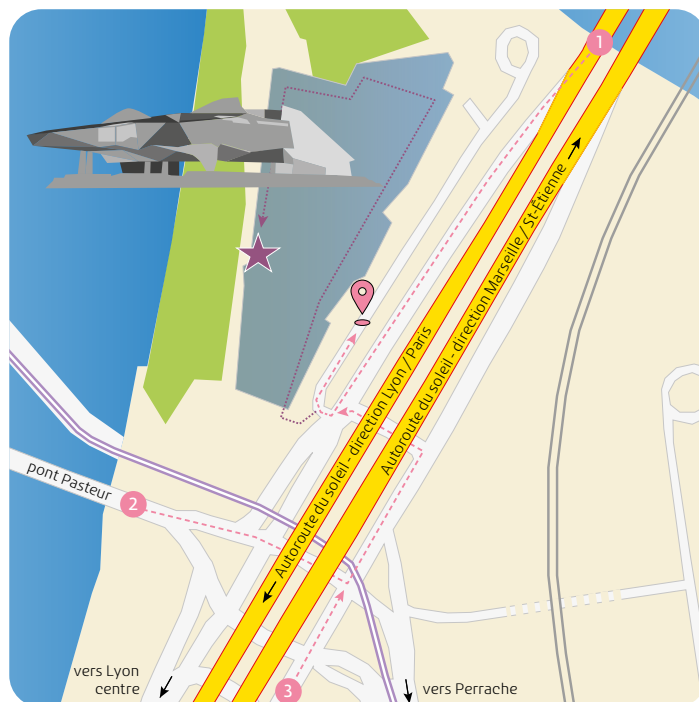 1
Autoroute du soleil - direction Lyon / Paris
Autoroute du soleil - direction Marseille / St-Étienne
pont Pasteur
2
vers Lyon
centre
3
vers Perrache